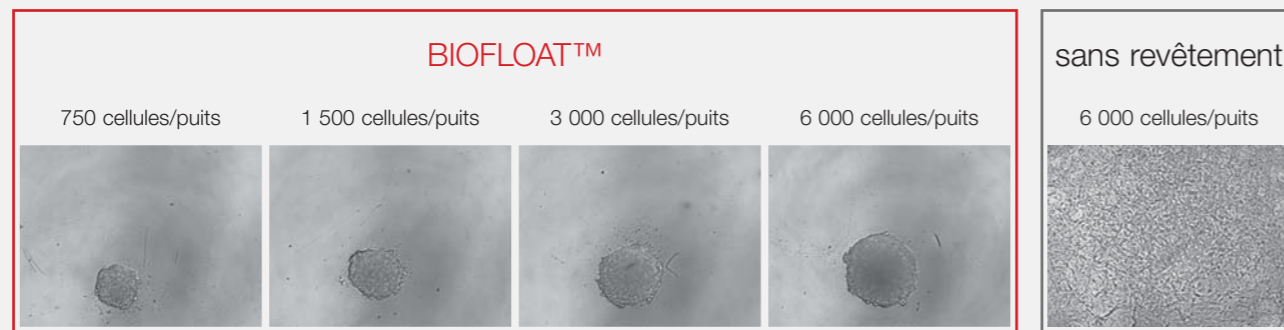 BIOFLOAT™
sans revêtement
750 cellules/puits
1 500 cellules/puits
3 000 cellules/puits
6 000 cellules/puits
6 000 cellules/puits